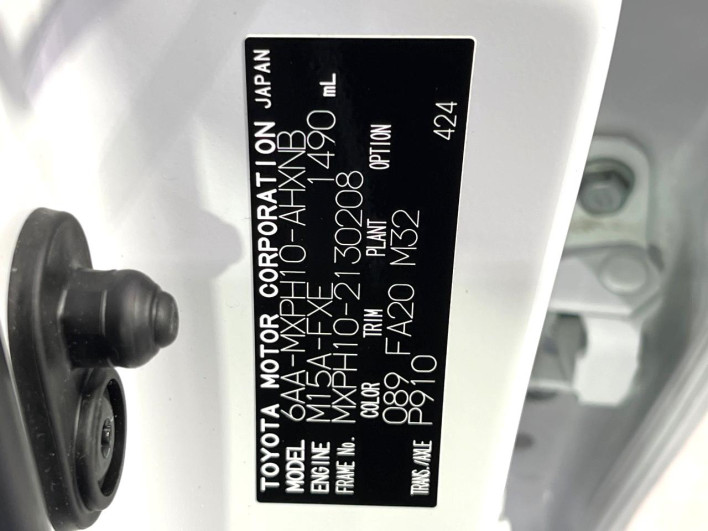 TOYOTA MOTOR CORPORATION JAPAN
MODEL 6AA-MXPH10-AHXNB
ENGINE M15A-FXE 1490 mL
FRAME No. MXPH10-2130208
COLOR TRIM PLANT OPTION
089 FA20 M32
TRANS./AXLE P910 424